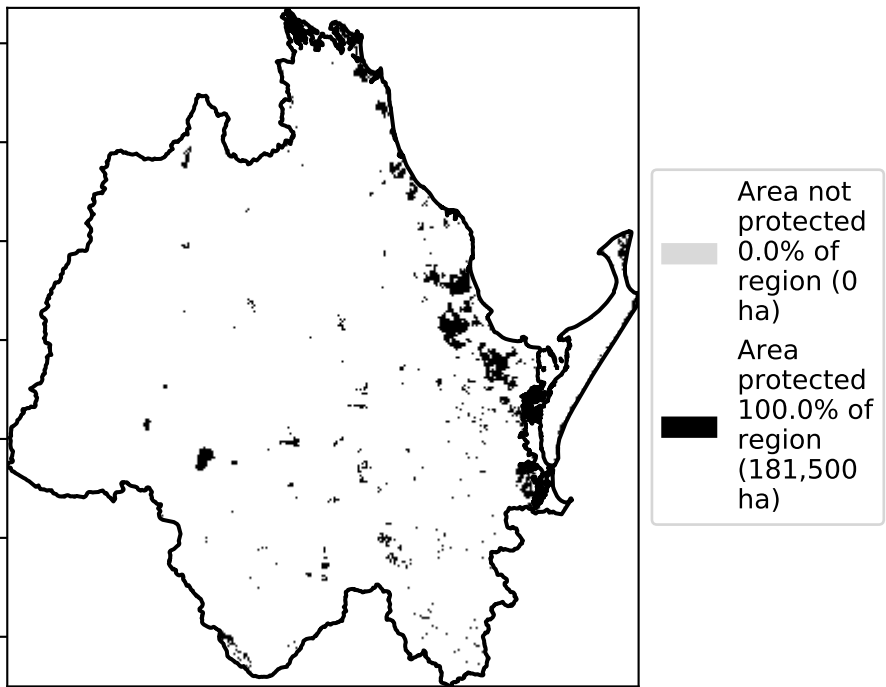 Area not
protected
0.0% of
region (0
ha)
Area
protected
100.0% of
region
(181,500
ha)